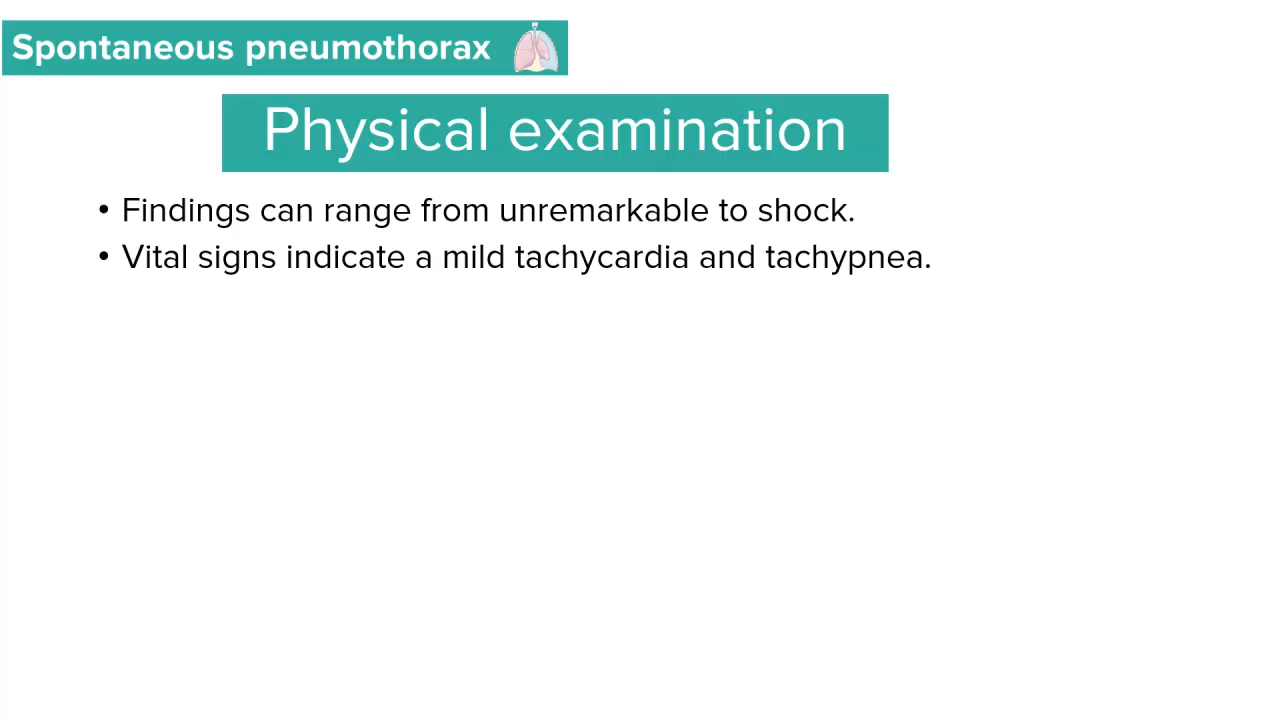 Spontaneous pneumothorax
Physical examination
• Findings can range from unremarkable to shock.
• Vital signs indicate a mild tachycardia and tachypnea.